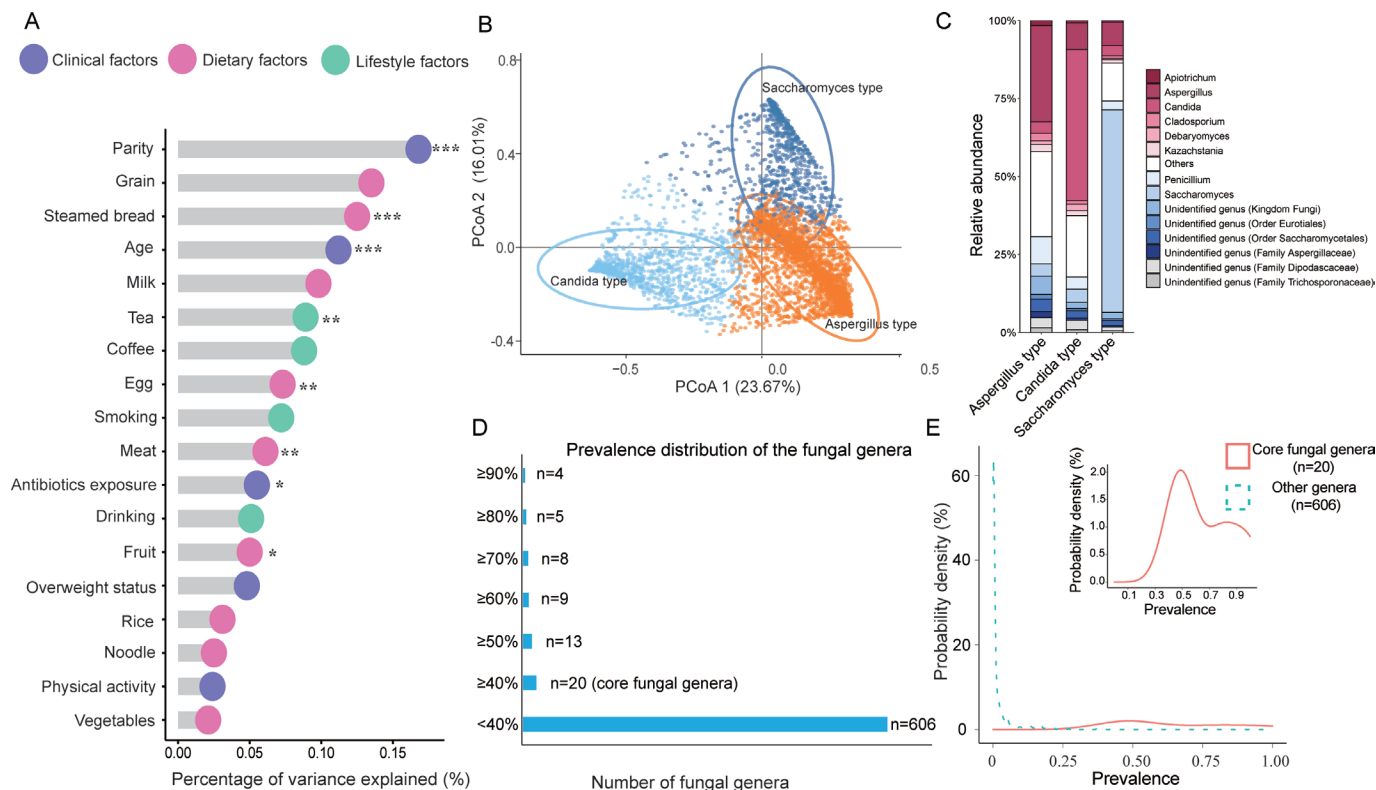 A
Clinical factors
Dietary factors
Lifestyle factors
Parity
***
Grain
Steamed bread
***
Age
***
Milk
Tea
**
Coffee
Egg
**
Smoking
Meat
**
Antibiotics exposure
*
Drinking
Fruit
*
Overweight status
Rice
Noodle
Physical activity
Vegetables
0.00 0.05 0.10 0.15
Percentage of variance explained (%)
B
0.8
0.4
0.0
-0.4
PCoA 2 (16.01%)
Saccharomyces type
Candida type
Aspergillus type
−0.5 0.0 0.5
PCoA 1 (23.67%)
C
100%
75%
50%
25%
0%
Relative abundance
Aspergillus type
Candida type
Saccharomyces type
Apiotrichum
Aspergillus
Candida
Cladosporium
Debaryomyces
Kazachstania
Others
Penicillium
Saccharomyces
Unidentified genus (Kingdom Fungi)
Unidentified genus (Order Eurotiales)
Unidentified genus (Order Saccharomycetales)
Unidentified genus (Family Aspergillaceae)
Unidentified genus (Family Dipodascaceae)
Unidentified genus (Family Trichosporonaceae)
D
Prevalence distribution of the fungal genera
≥90% n=4
≥80% n=5
≥70% n=8
≥60% n=9
≥50% n=13
≥40% n=20 (core fungal genera)
<40% n=606
Number of fungal genera
E
60
40
20
0
Probability density (%)
0 0.25 0.50 0.75 1.00
Prevalence
2.0
1.5
1.0
0.5
0.0
Probability density (%)
0.1 0.3 0.5 0.7 0.9
Prevalence
Core fungal genera
(n=20)
Other genera
(n=606)